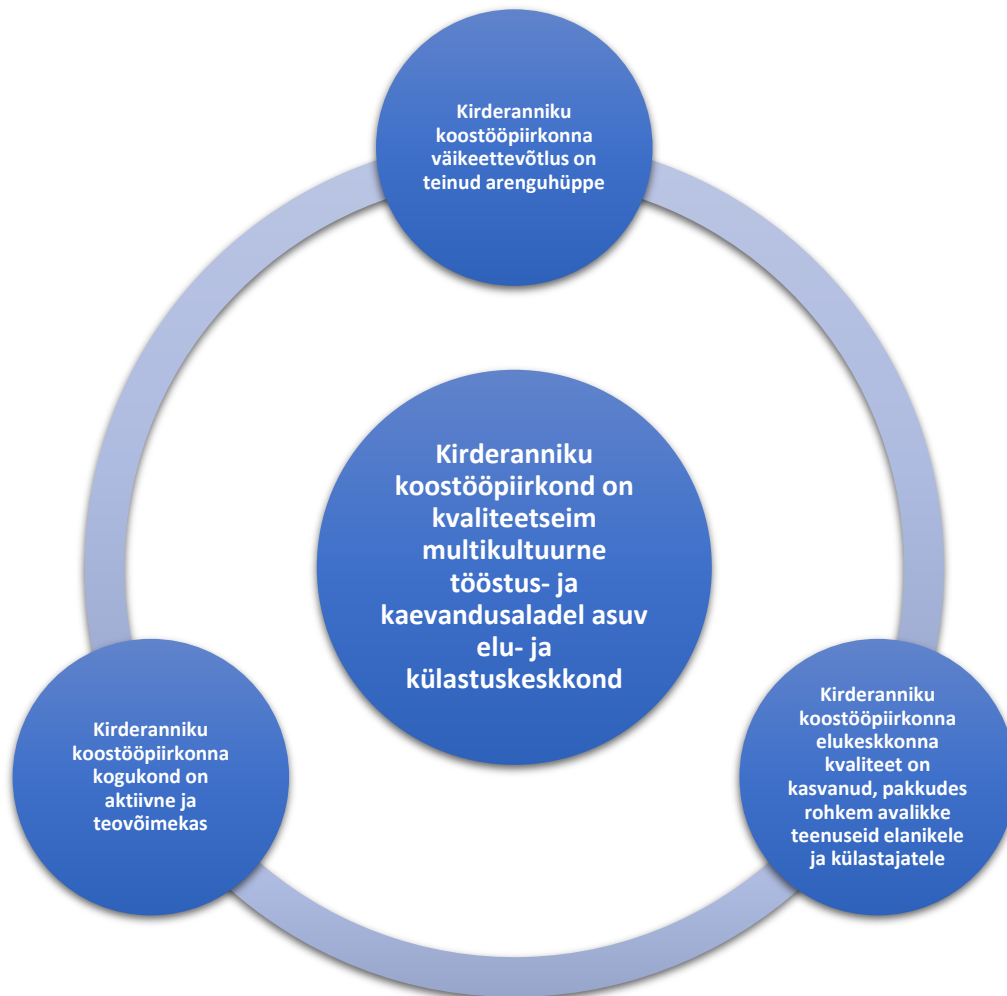 Kirderanniku
koostööpiirkonna
väikeettevõtlus on
teinud arenguhüppe
Kirderanniku
koostööpiirkond on
kvaliteetseim
multikultuurne
tööstus- ja
kaevandusaladel asuv
elu- ja
külastuskeskkond
Kirderanniku
koostööpiirkonna
elukeskkonna
kvaliteet on
kasvanud, pakkudes
rohkem avalikke
teenuseid elanikele
ja külastajatele
Kirderanniku
koostööpiirkonna
kogukond on
aktiivne ja
teovõimekas